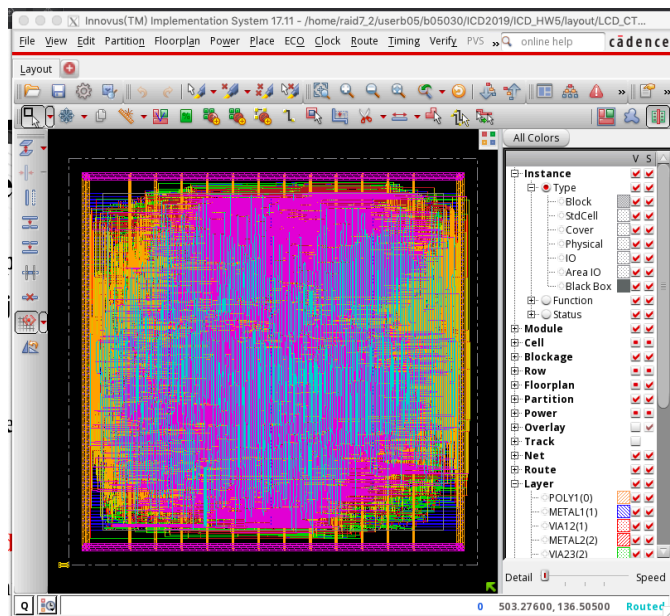 Innovus(TM) Implementation System 17.11 - /home/raid7_2/userb05/b05030/ICD2019/ICD_HW5/layout/LCD_CT...
File View Edit Partition Floorplan Power Place ECO Clock Route Timing Verify PVS » online help cādence
Layout
All Colors
V S
Instance
Type
Block
StdCell
Cover
Physical
IO
Area IO
Black Box
Function
Status
Module
Cell
Blockage
Row
Floorplan
Partition
Power
Overlay
Track
Net
Route
Layer
POLY1(0)
METAL1(1)
VIA12(1)
METAL2(2)
VIA23(2)
Detail Speed
Q 0 503.27600, 136.50500 Routed